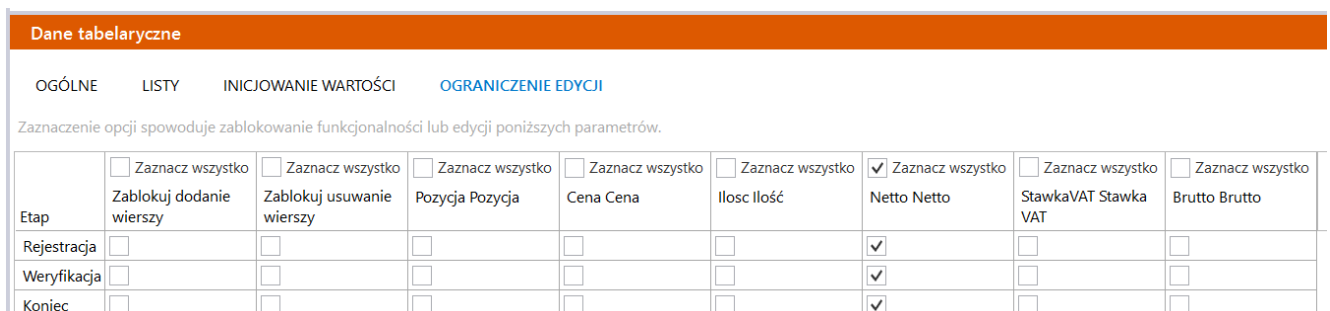 Dane tabelaryczne
OGÓLNE LISTY INICJOWANIE WARTOŚCI OGRANICZENIE EDYCJI
Zaznaczenie opcji spowoduje zablokowanie funkcjonalności lub edycji poniższych parametrów.
Zaznacz wszystko Zaznacz wszystko Zaznacz wszystko Zaznacz wszystko Zaznacz wszystko Zaznacz wszystko Zaznacz wszystko Zaznacz wszystko
Zablokuj dodanie Zablokuj usuwanie Pozycja Pozycja Cena Cena Ilosc Ilość Netto Netto StawkaVAT Stawka Brutto Brutto
Etap wierszy wierszy VAT
Rejestracja
Weryfikacja
Koniec